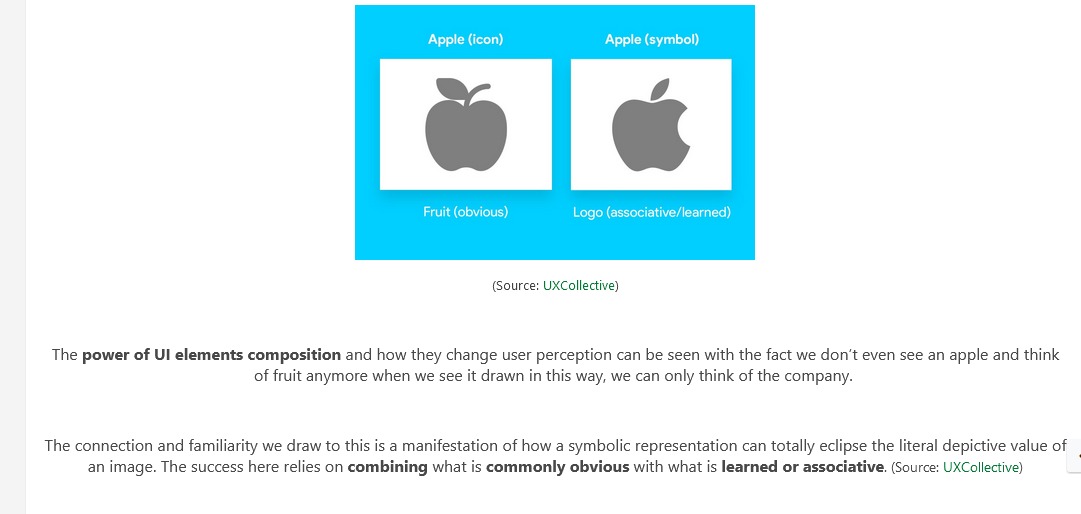 Apple (icon) Apple (symbol)
Fruit (obvious) Logo (associative/learned)
(Source: UXCollective)
The power of UI elements composition and how they change user perception can be seen with the fact we don't even see an apple and think
of fruit anymore when we see it drawn in this way, we can only think of the company.
The connection and familiarity we draw to this is a manifestation of how a symbolic representation can totally eclipse the literal depictive value of
an image. The success here relies on combining what is commonly obvious with what is learned or associative. (Source: UXCollective)